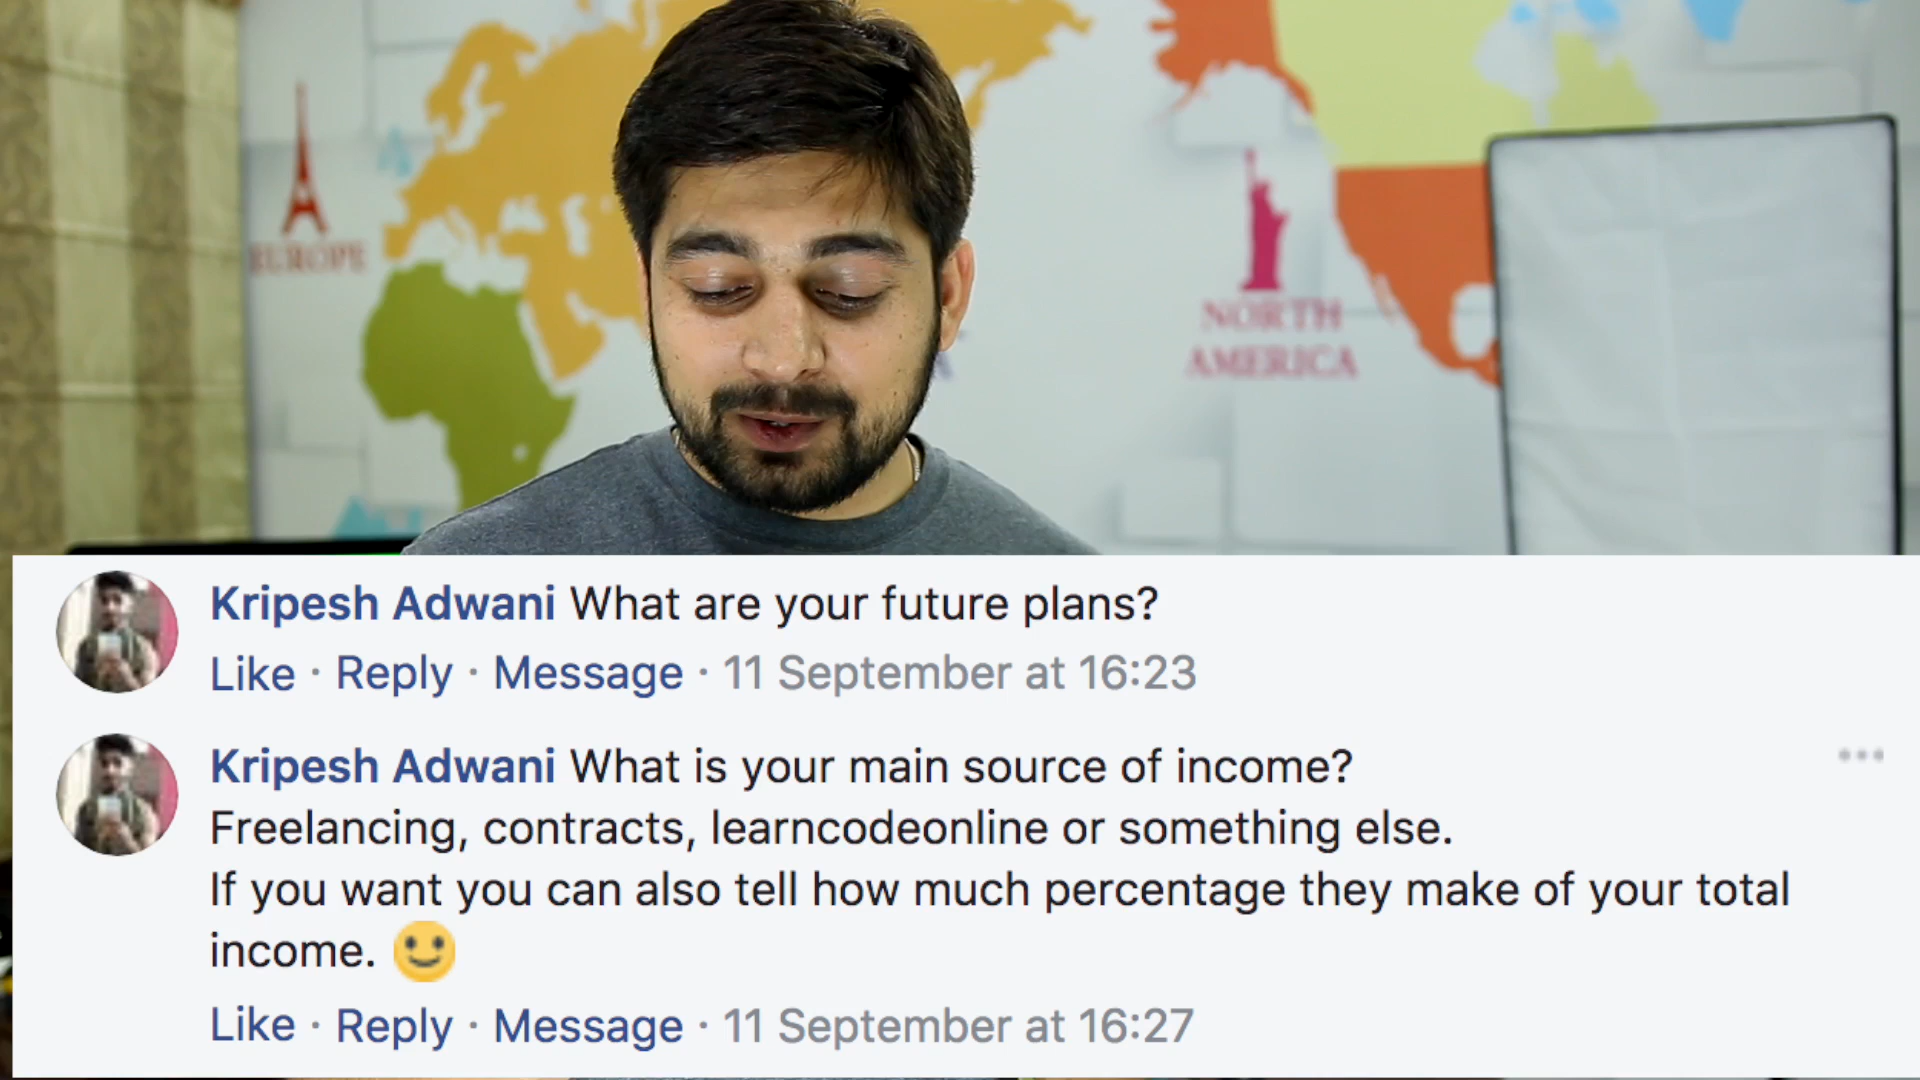 EUROPE
NORTH
AMERICA
Kripesh Adwani What are your future plans?
Like · Reply · Message · 11 September at 16:23
Kripesh Adwani What is your main source of income?
Freelancing, contracts, learncodeonline or something else.
If you want you can also tell how much percentage they make of your total
income. 🙂
Like · Reply · Message · 11 September at 16:27